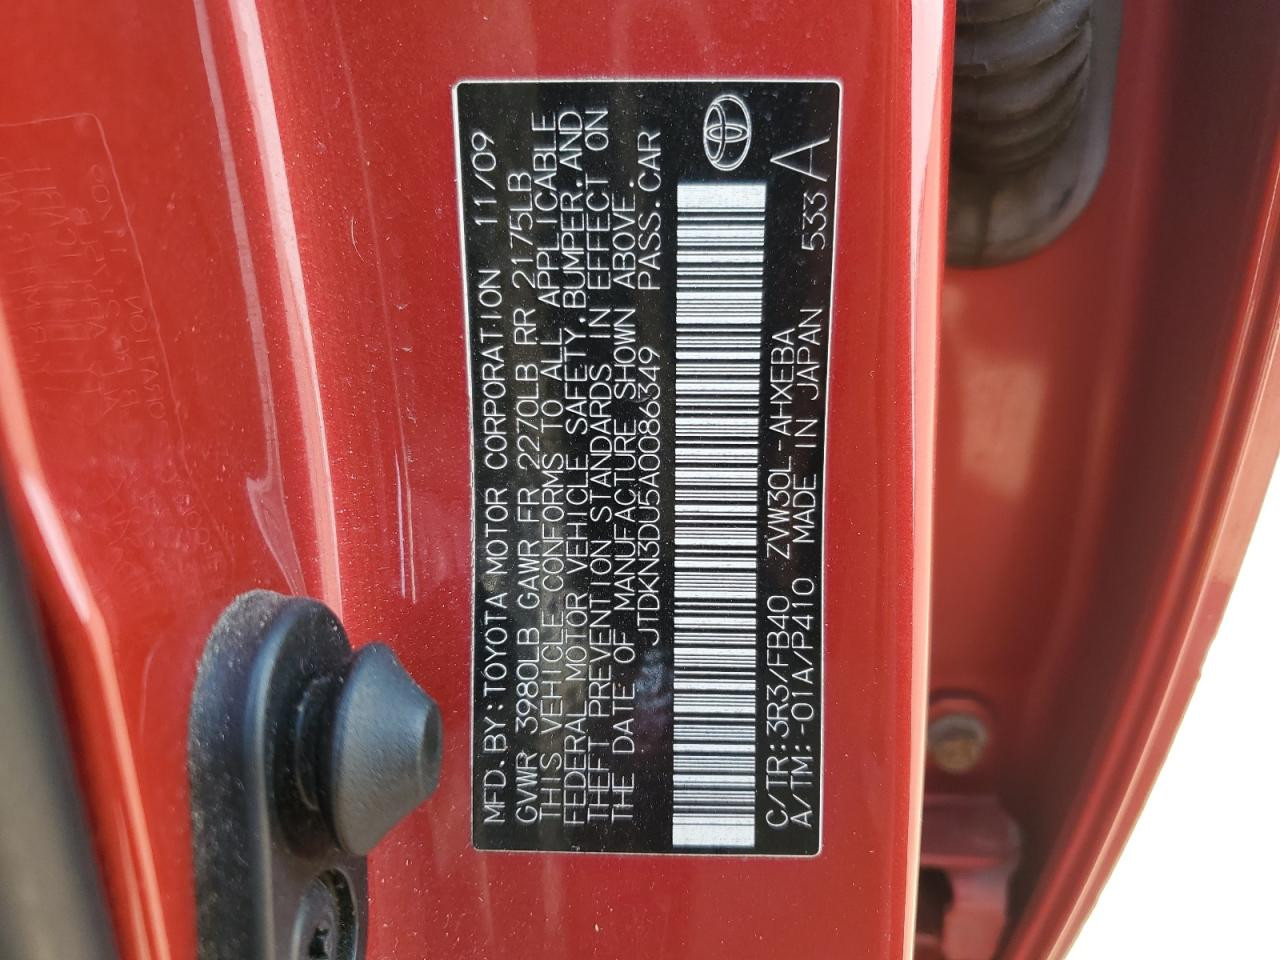 MFD.BY:TOYOTA MOTOR CORPORATION 11/09
GVWR 3980LB GAWR FR 2270LB RR 2175LB
THIS VEHICLE CONFORMS TO ALL APPLICABLE
FEDERAL MOTOR VEHICLE SAFETY,BUMPER,AND
THEFT PREVENTION STANDARDS IN EFFECT ON
THE DATE OF MANUFACTURE SHOWN ABOVE.
JTDKN3DU5A0086349 PASS.CAR
C/TR:3R3/FB40 ZVW30L-AHXEBA
A/TM:-01A/P410 MADE IN JAPAN 533 A